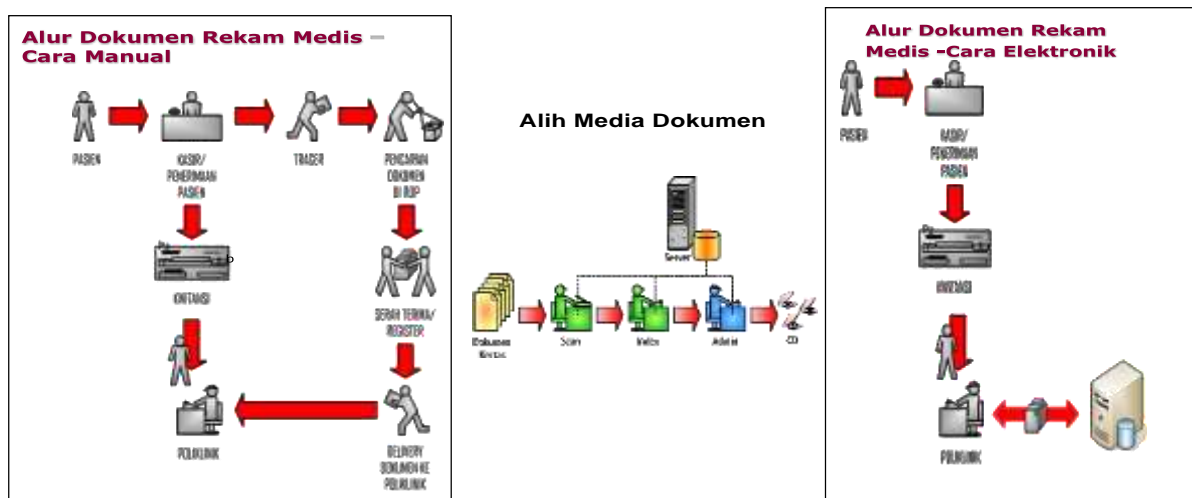 Alur Dokumen Rekam Medis –
Cara Manual
PASIEN
KASIR/
PENERIMAAN
PASIEN
TRACER
PENCARIAN
DOKUMEN
DI RDP
KWITANSI
b
SERAH TERIMA/
REGISTER
POLIKLINIK
DELIVERY
DOKUMEN KE
POLIKLINIK
Alih Media Dokumen
Server
Dokumen
Kertas
Scan
Index
Admin
CD
Alur Dokumen Rekam
Medis -Cara Elektronik
PASIEN
KASIR/
PENERIMAAN
PASIEN
KWITANSI
POLIKLINIK